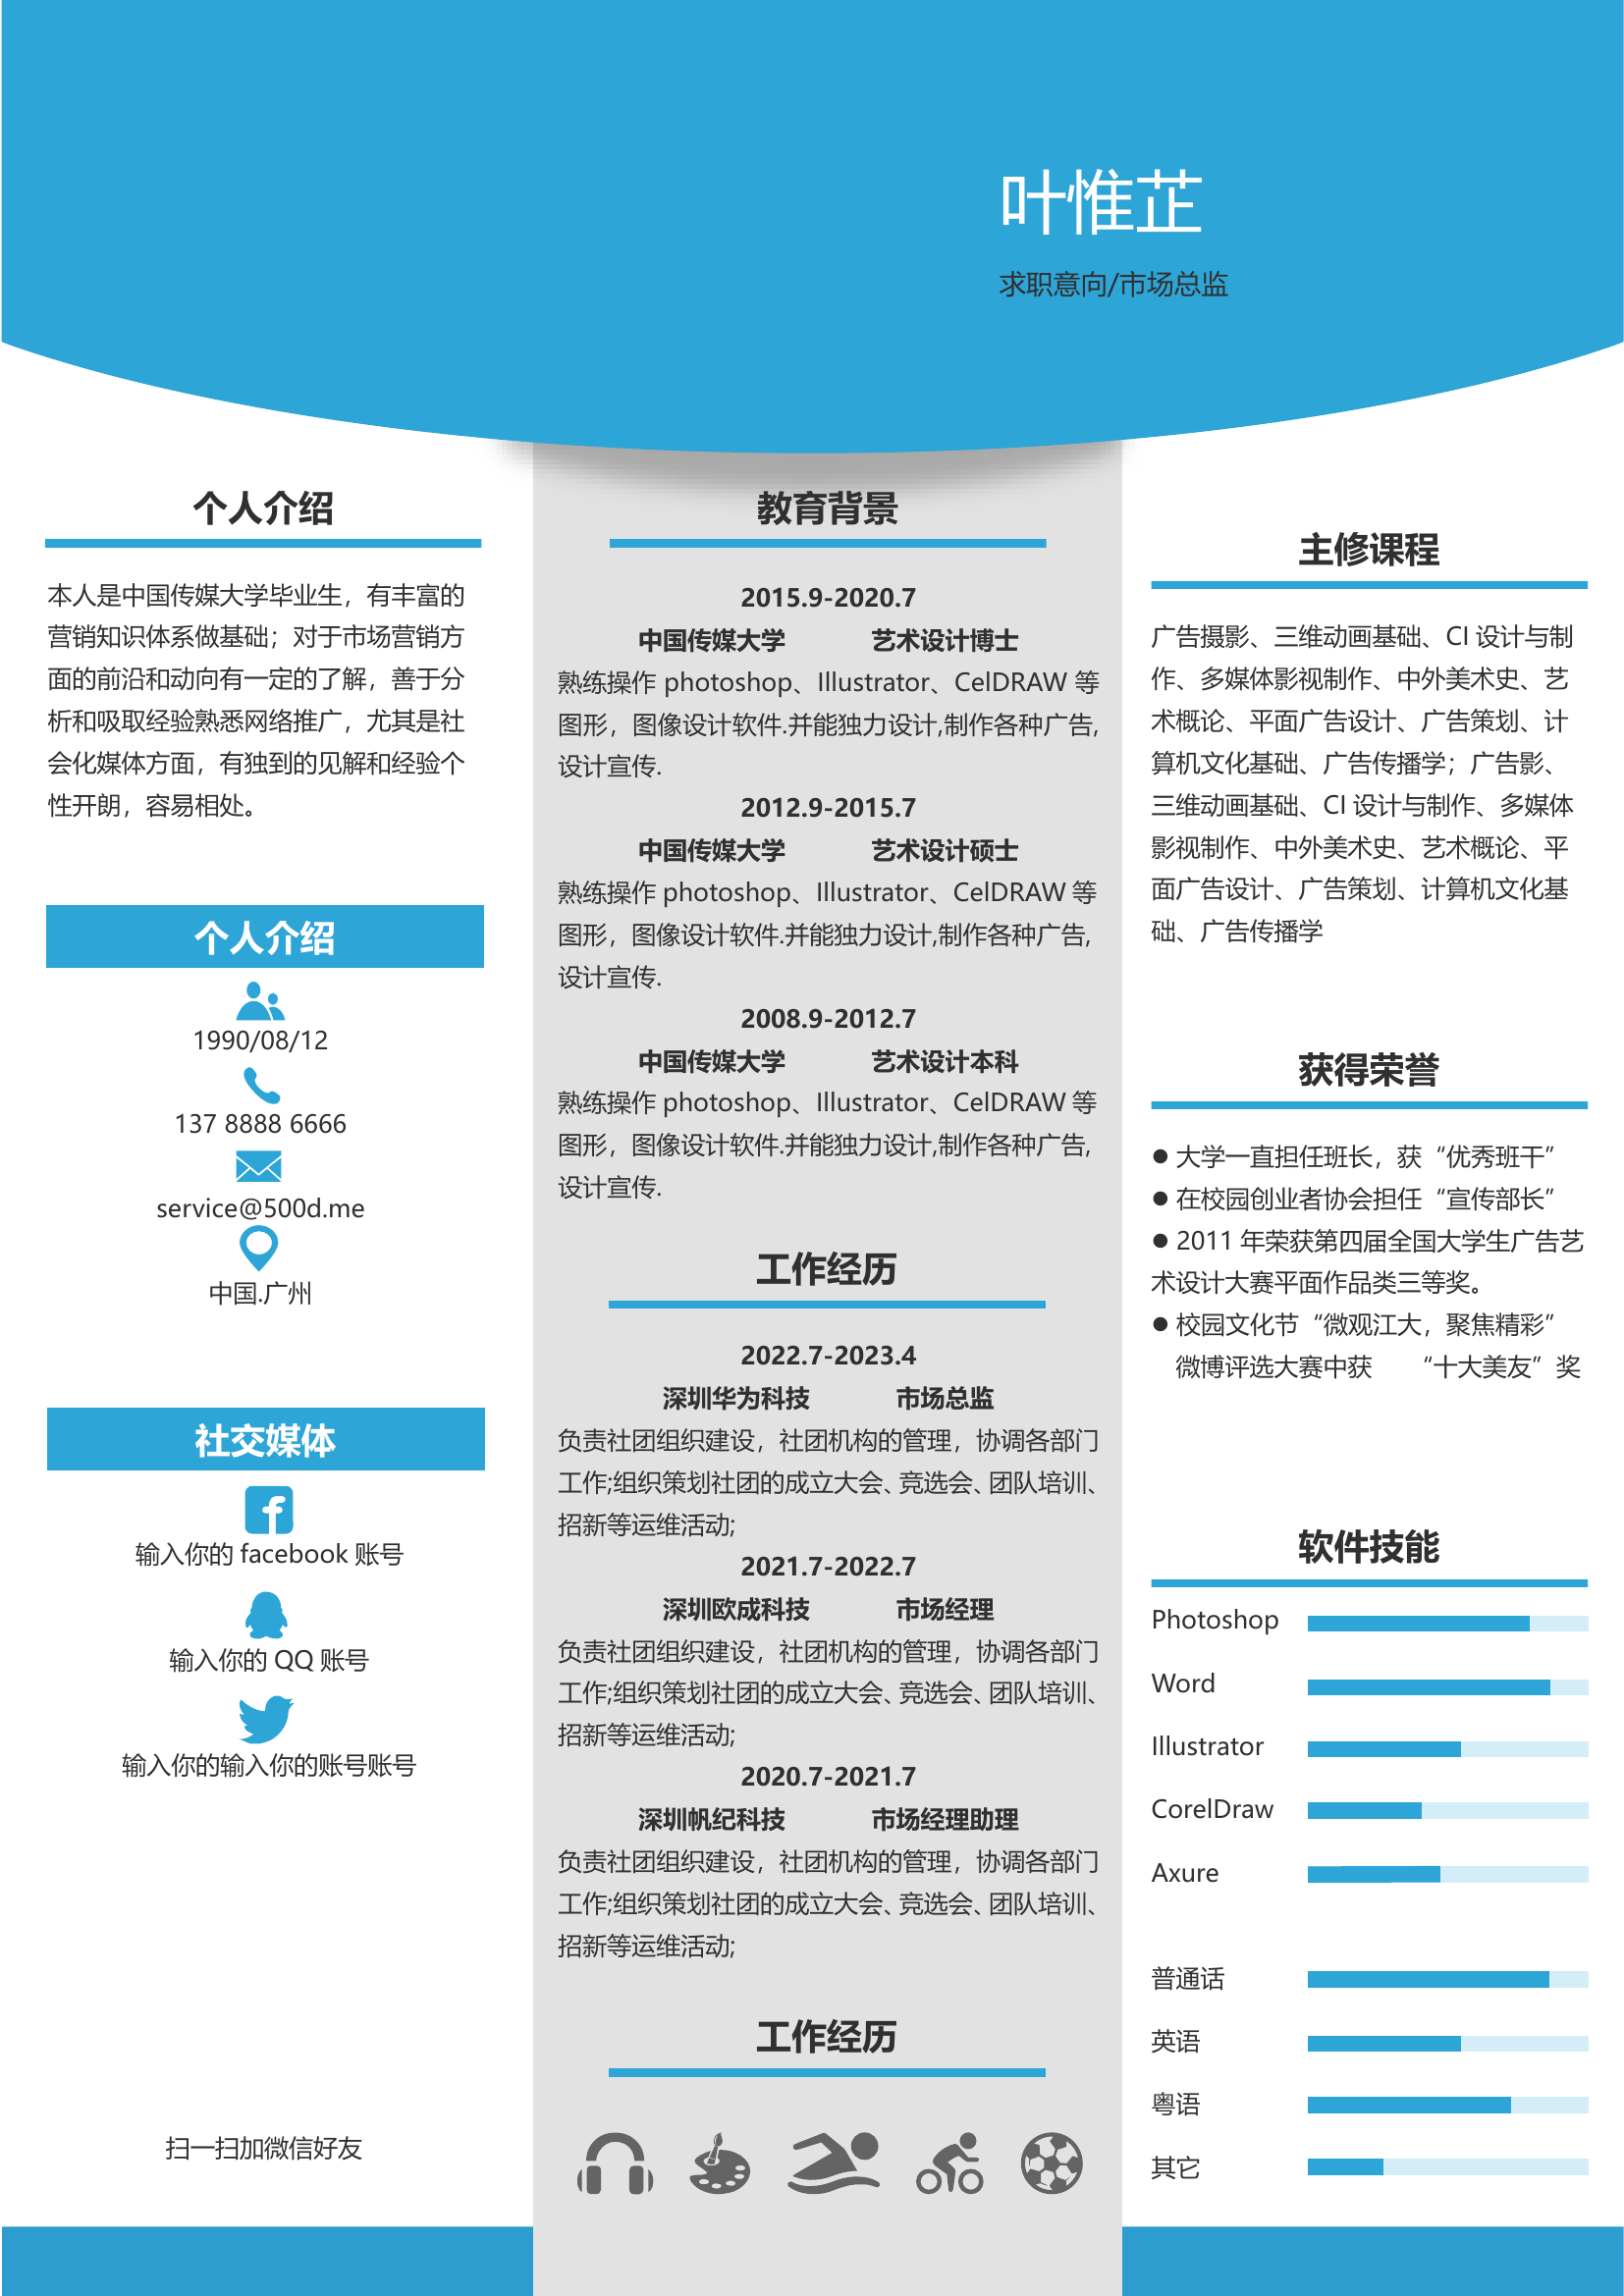 叶惟芷
求职意向/市场总监
个人介绍
本人是中国传媒大学毕业生，有丰富的
营销知识体系做基础；对于市场营销方
面的前沿和动向有一定的了解，善于分
析和吸取经验熟悉网络推广，尤其是社
会化媒体方面，有独到的见解和经验个
性开朗，容易相处。
个人介绍
1990/08/12
137 8888 6666
service@500d.me
中国.广州
社交媒体
输入你的 facebook 账号
输入你的 QQ 账号
输入你的输入你的账号账号
扫一扫加微信好友
教育背景
2015.9-2020.7
中国传媒大学 艺术设计博士
熟练操作 photoshop、Illustrator、CelDRAW 等
图形，图像设计软件.并能独力设计,制作各种广告,
设计宣传.
2012.9-2015.7
中国传媒大学 艺术设计硕士
熟练操作 photoshop、Illustrator、CelDRAW 等
图形，图像设计软件.并能独力设计,制作各种广告,
设计宣传.
2008.9-2012.7
中国传媒大学 艺术设计本科
熟练操作 photoshop、Illustrator、CelDRAW 等
图形，图像设计软件.并能独力设计,制作各种广告,
设计宣传.
工作经历
2022.7-2023.4
深圳华为科技 市场总监
负责社团组织建设，社团机构的管理，协调各部门
工作;组织策划社团的成立大会、竞选会、团队培训、
招新等运维活动;
2021.7-2022.7
深圳欧成科技 市场经理
负责社团组织建设，社团机构的管理，协调各部门
工作;组织策划社团的成立大会、竞选会、团队培训、
招新等运维活动;
2020.7-2021.7
深圳帆纪科技 市场经理助理
负责社团组织建设，社团机构的管理，协调各部门
工作;组织策划社团的成立大会、竞选会、团队培训、
招新等运维活动;
工作经历
主修课程
广告摄影、三维动画基础、CI 设计与制
作、多媒体影视制作、中外美术史、艺
术概论、平面广告设计、广告策划、计
算机文化基础、广告传播学；广告影、
三维动画基础、CI 设计与制作、多媒体
影视制作、中外美术史、艺术概论、平
面广告设计、广告策划、计算机文化基
础、广告传播学
获得荣誉
● 大学一直担任班长，获“优秀班干”
● 在校园创业者协会担任“宣传部长”
● 2011 年荣获第四届全国大学生广告艺
术设计大赛平面作品类三等奖。
● 校园文化节“微观江大，聚焦精彩”
微博评选大赛中获 “十大美友”奖
软件技能
Photoshop
Word
Illustrator
CorelDraw
Axure
普通话
英语
粤语
其它